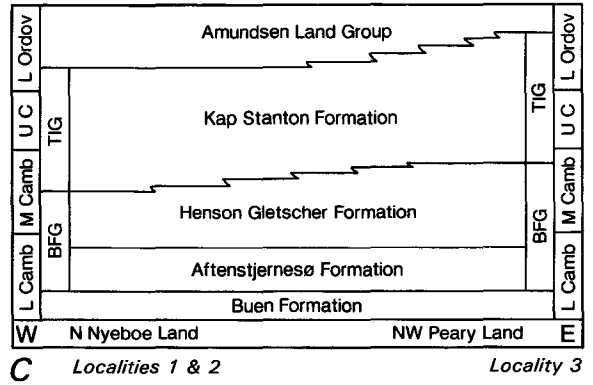 Amundsen Land Group
L Ordov
L Ordov
Kap Stanton Formation
TIG
TIG
U C
U C
Henson Gletscher Formation
M Camb
M Camb
BFG
BFG
Aftenstjernesø Formation
L Camb
L Camb
Buen Formation
W N Nyeboe Land NW Peary Land E
C Localities 1 & 2 Locality 3